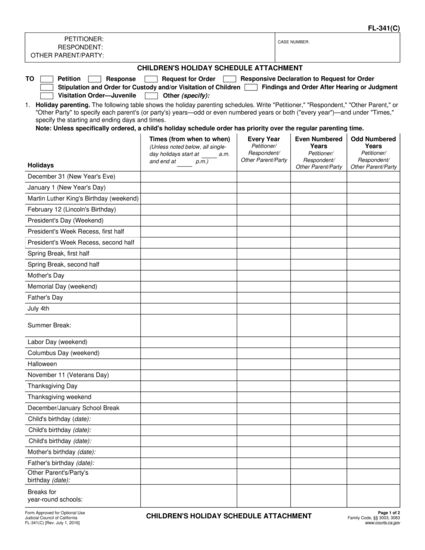 FL-341(C)
PETITIONER:
RESPONDENT:
OTHER PARENT/PARTY:
CASE NUMBER:
CHILDREN'S HOLIDAY SCHEDULE ATTACHMENT
TO Petition Response Request for Order Responsive Declaration to Request for Order
Stipulation and Order for Custody and/or Visitation of Children Findings and Order After Hearing or Judgment
Visitation Order—Juvenile Other (specify):
1. Holiday parenting. The following table shows the holiday parenting schedules. Write "Petitioner," "Respondent," "Other Parent," or
"Other Party" to specify each parent's (or party's) years—odd or even numbered years or both ("every year")—and under "Times,"
specify the starting and ending days and times.
Note: Unless specifically ordered, a child's holiday schedule order has priority over the regular parenting time.
Holidays
Times (from when to when)
(Unless noted below, all single-
day holidays start at _____ a.m.
and end at _____ p.m.)
Every Year
Petitioner/
Respondent/
Other Parent/Party
Even Numbered
Years
Petitioner/
Respondent/
Other Parent/Party
Odd Numbered
Years
Petitioner/
Respondent/
Other Parent/Party
December 31 (New Year's Eve)
January 1 (New Year's Day)
Martin Luther King's Birthday (weekend)
February 12 (Lincoln's Birthday)
President's Day (Weekend)
President's Week Recess, first half
President's Week Recess, second half
Spring Break, first half
Spring Break, second half
Mother's Day
Memorial Day (weekend)
Father's Day
July 4th
Summer Break:
Labor Day (weekend)
Columbus Day (weekend)
Halloween
November 11 (Veterans Day)
Thanksgiving Day
Thanksgiving weekend
December/January School Break
Child's birthday (date):
Child's birthday (date):
Child's birthday (date):
Mother's birthday (date):
Father's birthday (date):
Other Parent's/Party's
birthday (date):
Breaks for
year-round schools:
Form Approved for Optional Use
Judicial Council of California
FL-341(C) [Rev. July 1, 2016]
CHILDREN'S HOLIDAY SCHEDULE ATTACHMENT
Page 1 of 2
Family Code, §§ 3003, 3083
www.courts.ca.gov